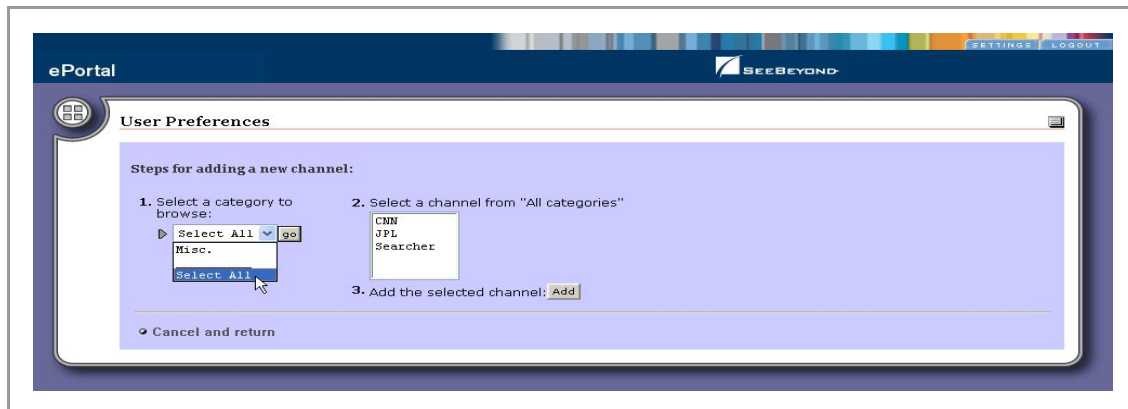 SETTINGS LOGOUT
ePortal
SEEBEYOND
User Preferences
Steps for adding a new channel:
1. Select a category to
browse:
Select All go
Misc.
Select All
2. Select a channel from "All categories"
CNN
JPL
Searcher
3. Add the selected channel: Add
Cancel and return